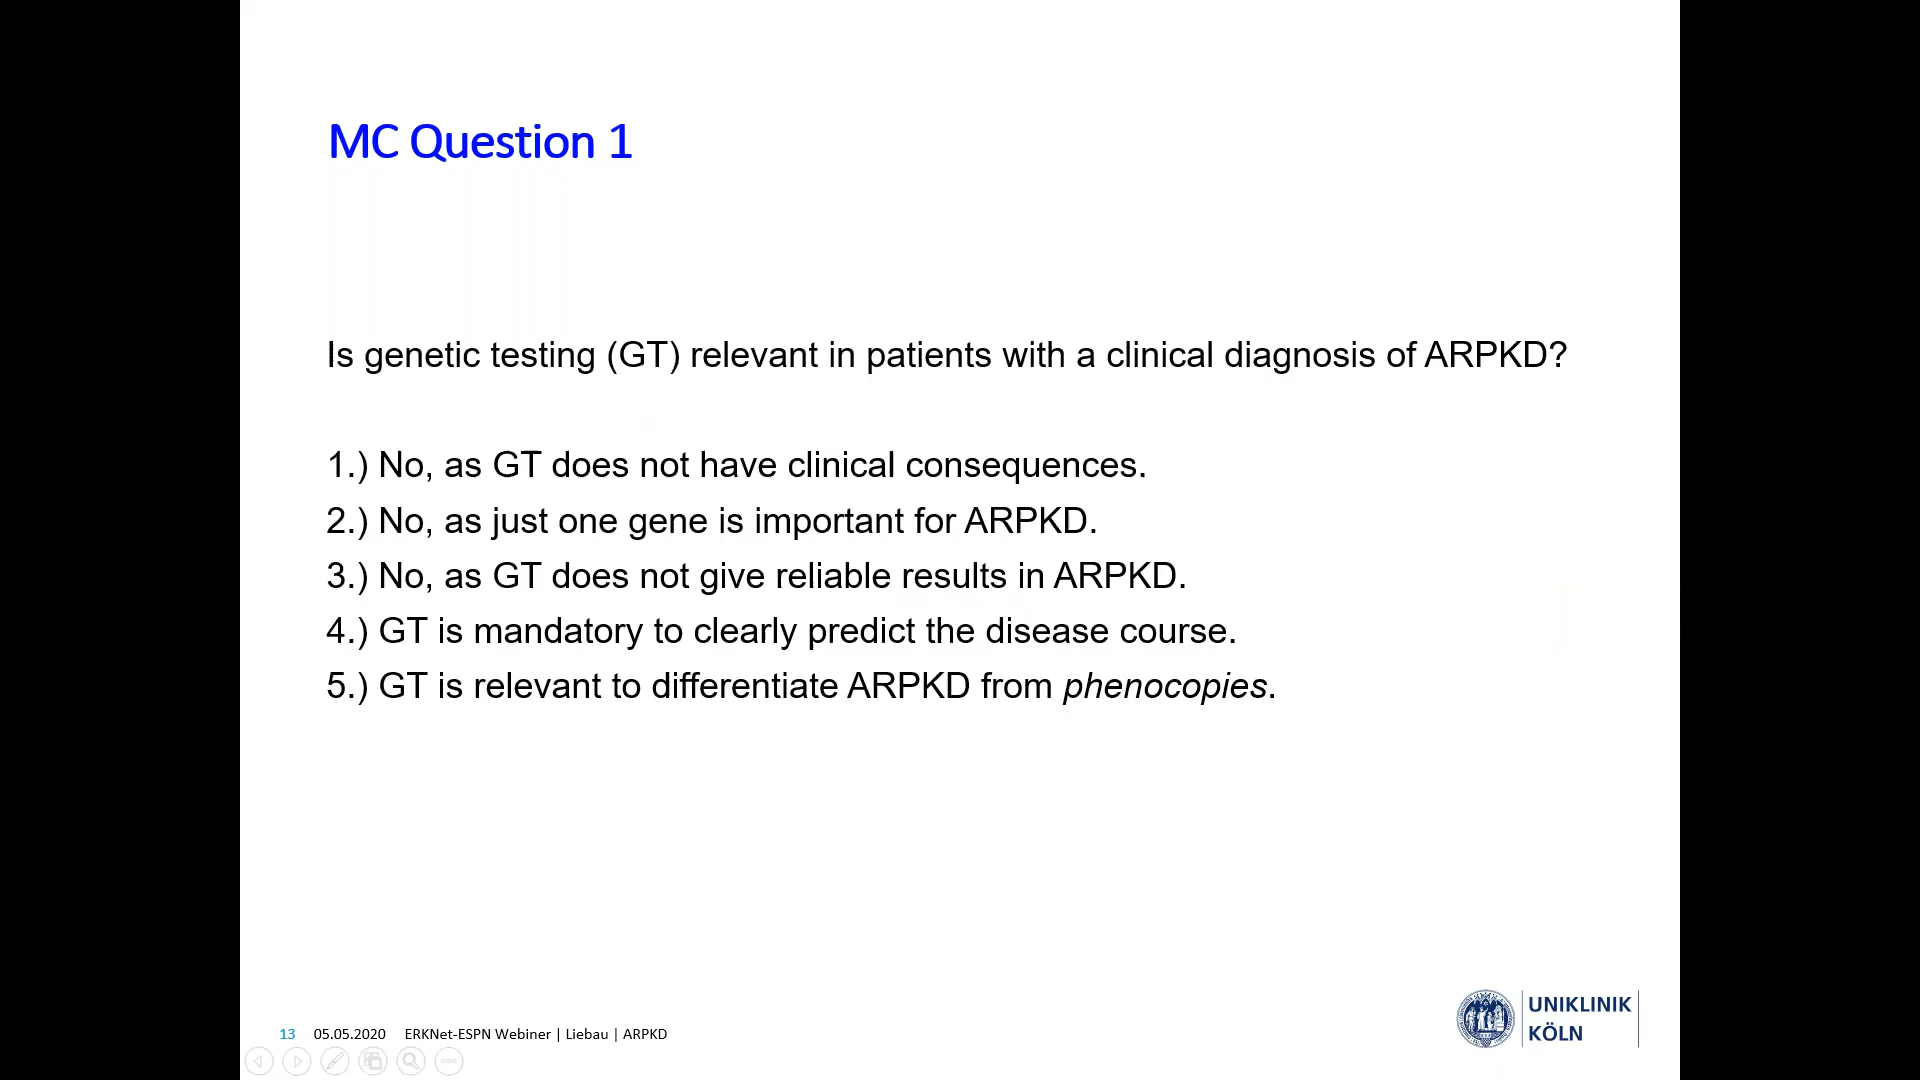 MC Question 1
Is genetic testing (GT) relevant in patients with a clinical diagnosis of ARPKD?
1.) No, as GT does not have clinical consequences.
2.) No, as just one gene is important for ARPKD.
3.) No, as GT does not give reliable results in ARPKD.
4.) GT is mandatory to clearly predict the disease course.
5.) GT is relevant to differentiate ARPKD from phenocopies.
13 05.05.2020 ERKNet-ESPN Webiner | Liebau | ARPKD
UNIKLINIK
KÖLN